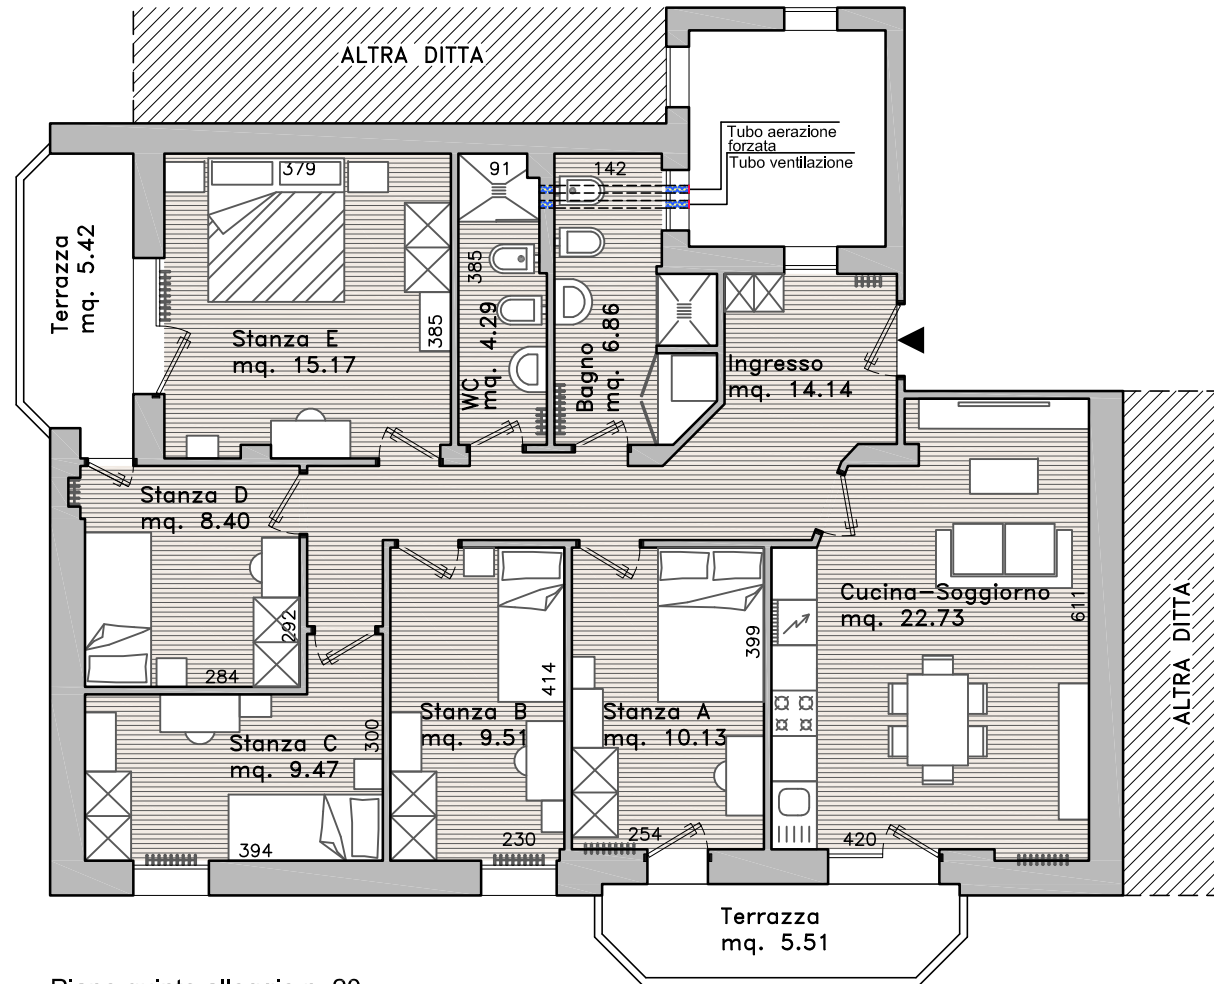 ALTRA DITTA
Tubo aerazione
forzata
Tubo ventilazione
379
91
142
Terrazza
mq. 5.42
385
Stanza E
mq. 15.17
385
WC
mq. 4.29
Bagno
mq. 6.86
Ingresso
mq. 14.14
Stanza D
mq. 8.40
292
284
Cucina-Soggiorno
mq. 22.73
611
ALTRA DITTA
399
414
Stanza B
mq. 9.51
Stanza A
mq. 10.13
Stanza C
mq. 9.47
300
394
230
254
420
Terrazza
mq. 5.51